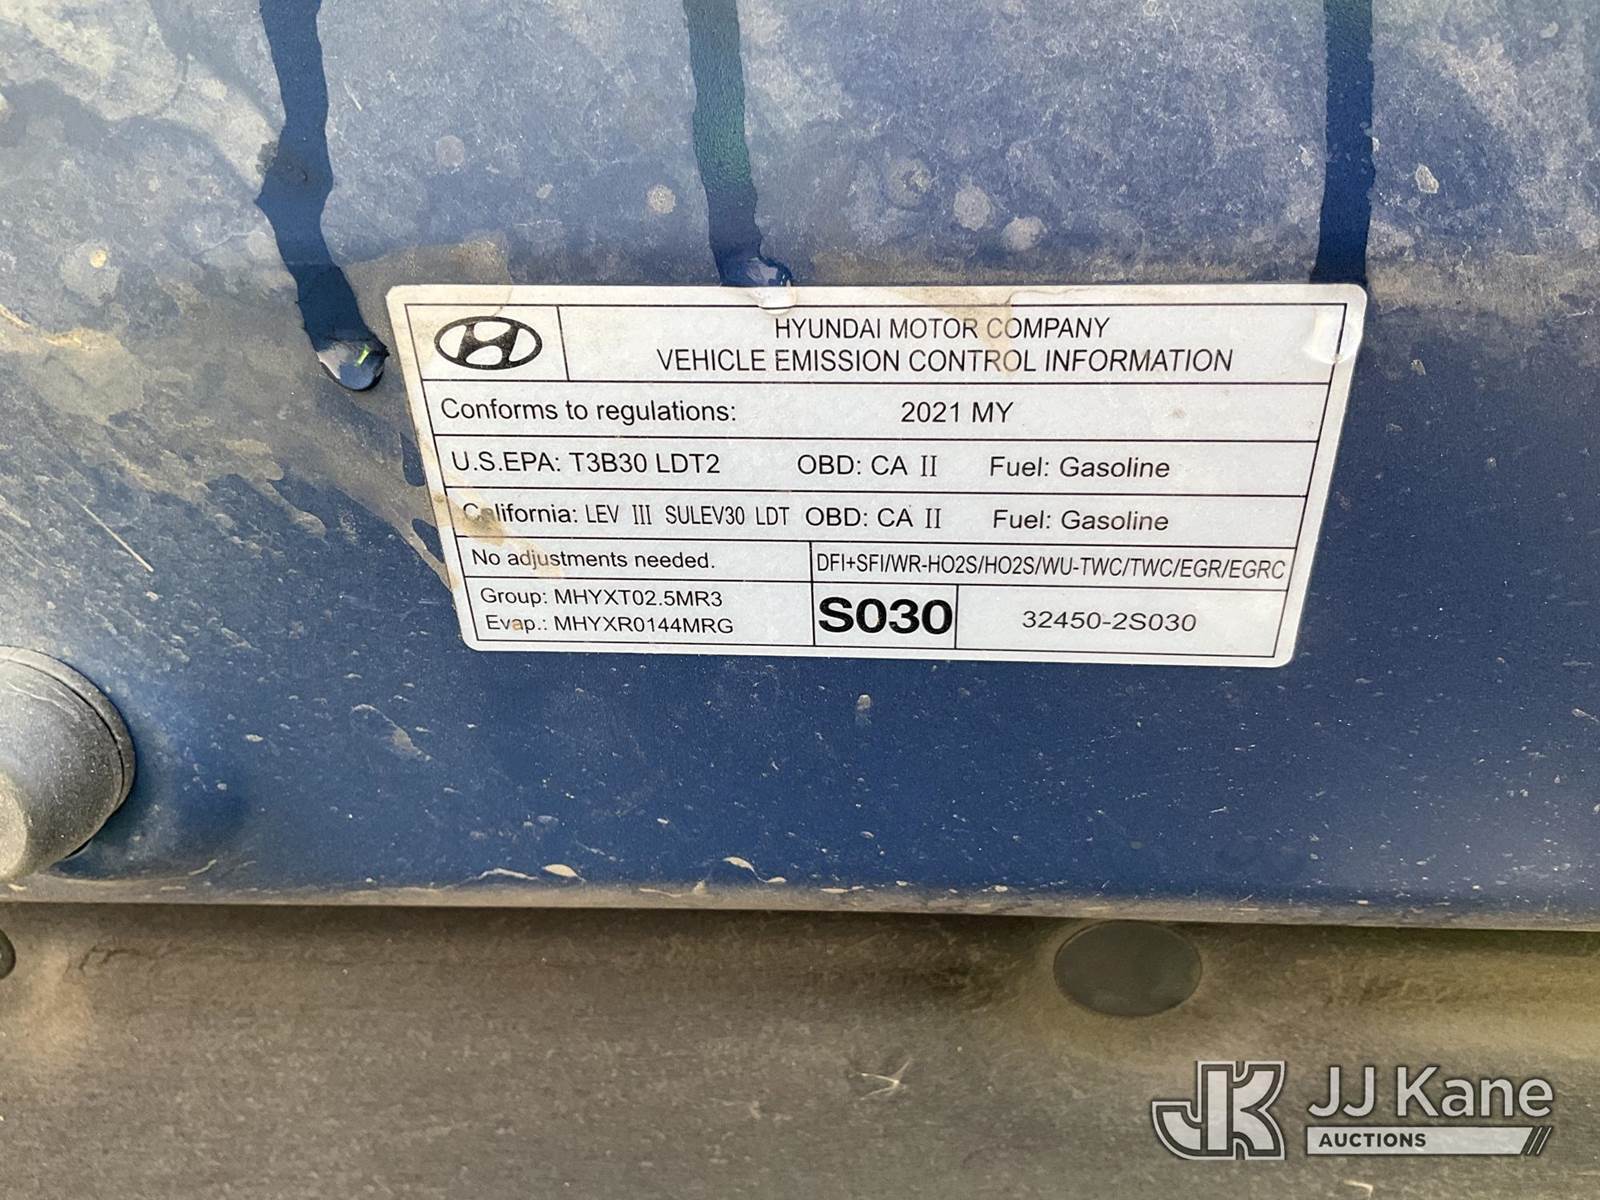 HYUNDAI MOTOR COMPANY
VEHICLE EMISSION CONTROL INFORMATION
Conforms to regulations: 2021 MY
U.S.EPA: T3B30 LDT2 OBD: CA II Fuel: Gasoline
California: LEV III SULEV30 LDT OBD: CA II Fuel: Gasoline
No adjustments needed. DFI+SFI/WR-HO2S/HO2S/WU-TWC/TWC/EGR/EGRC
Group: MHYXT02.5MR3
Evap.: MHYXR0144MRG
S030 32450-2S030
JK JJ Kane
AUCTIONS